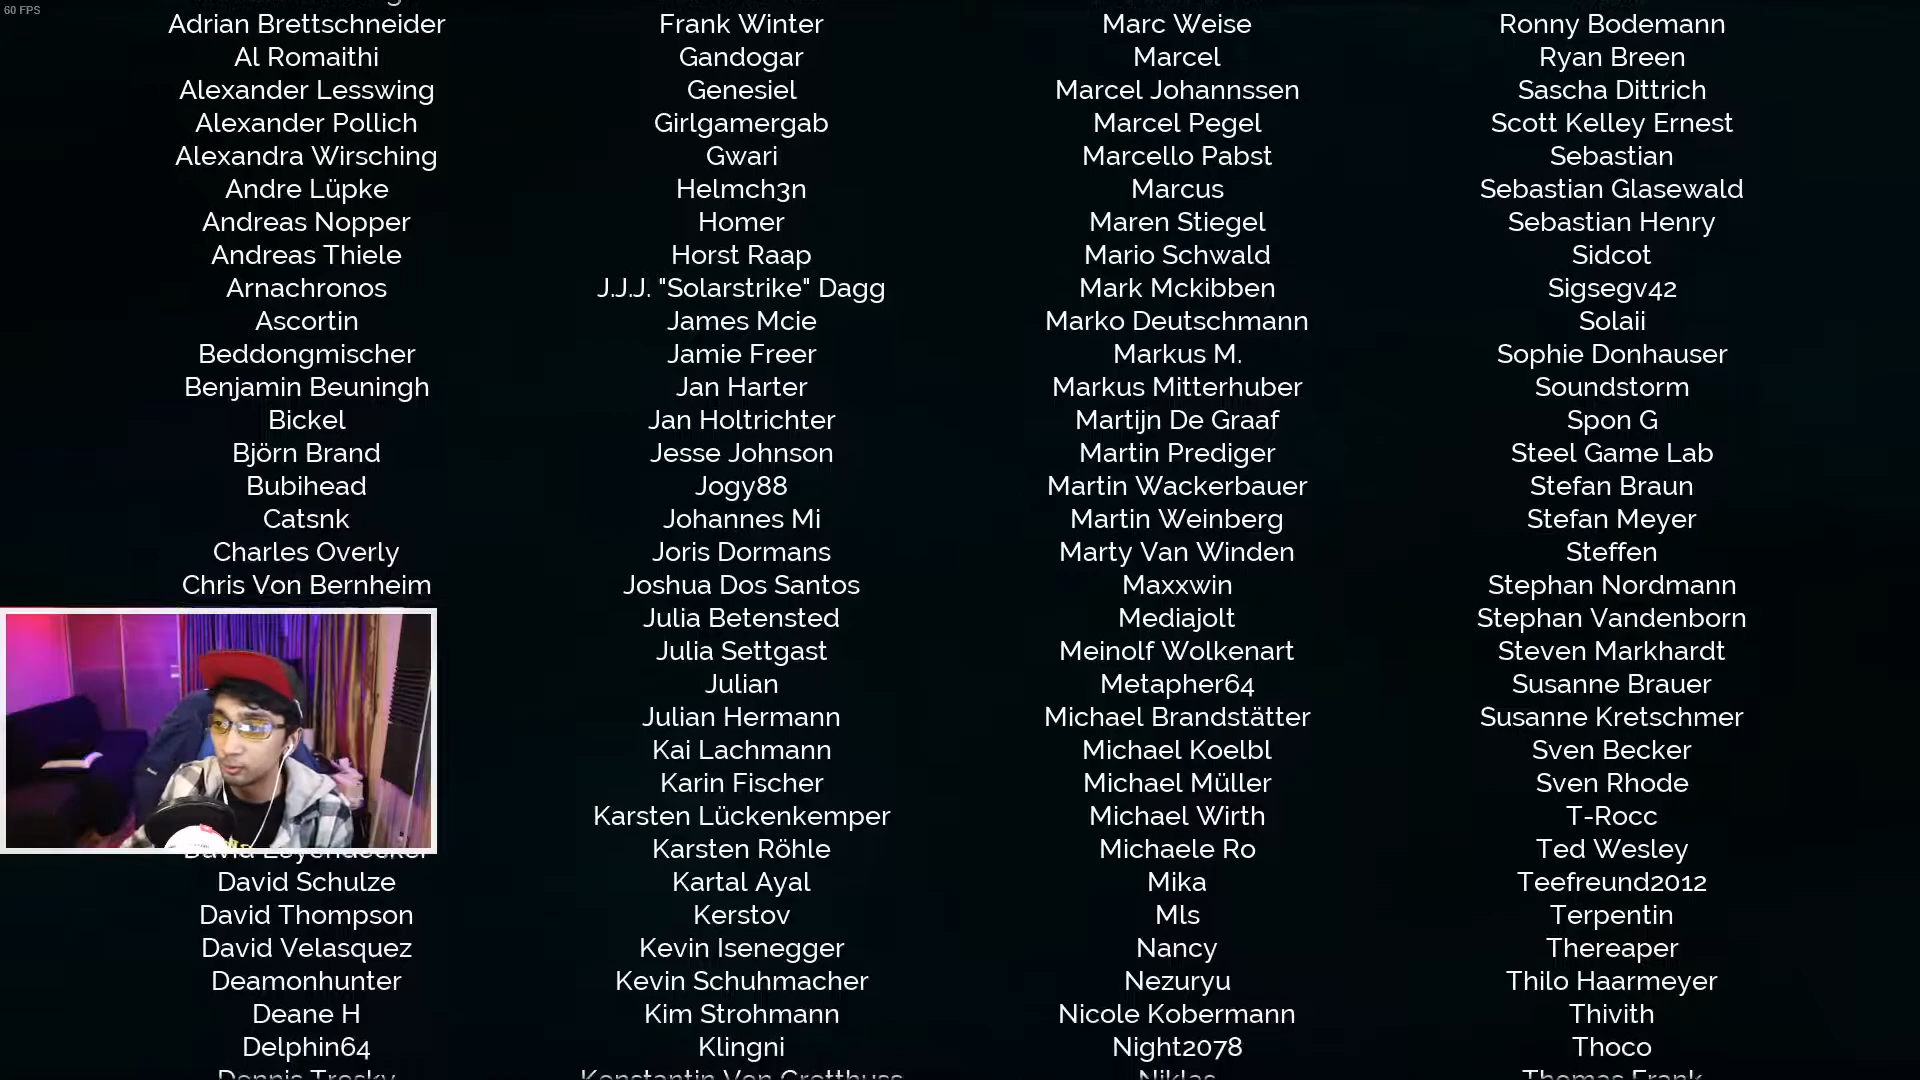 60 FPS
Adrian Brettschneider
Al Romaithi
Alexander Lesswing
Alexander Pollich
Alexandra Wirsching
Andre Lüpke
Andreas Nopper
Andreas Thiele
Arnachronos
Ascortin
Beddongmischer
Benjamin Beuningh
Bickel
Björn Brand
Bubihead
Catsnk
Charles Overly
Chris Von Bernheim
David Schulze
David Thompson
David Velasquez
Deamonhunter
Deane H
Delphin64
Dennis Trosky
Frank Winter
Gandogar
Genesiel
Girlgamergab
Gwari
Helmch3n
Homer
Horst Raap
J.J.J. "Solarstrike" Dagg
James Mcie
Jamie Freer
Jan Harter
Jan Holtrichter
Jesse Johnson
Jogy88
Johannes Mi
Joris Dormans
Joshua Dos Santos
Julia Betensted
Julia Settgast
Julian
Julian Hermann
Kai Lachmann
Karin Fischer
Karsten Lückenkemper
Karsten Röhle
Kartal Ayal
Kerstov
Kevin Isenegger
Kevin Schuhmacher
Kim Strohmann
Klingni
Konstantin Von Grotthuss
Marc Weise
Marcel
Marcel Johannssen
Marcel Pegel
Marcello Pabst
Marcus
Maren Stiegel
Mario Schwald
Mark Mckibben
Marko Deutschmann
Markus M.
Markus Mitterhuber
Martijn De Graaf
Martin Prediger
Martin Wackerbauer
Martin Weinberg
Marty Van Winden
Maxxwin
Mediajolt
Meinolf Wolkenart
Metapher64
Michael Brandstätter
Michael Koelbl
Michael Müller
Michael Wirth
Michaele Ro
Mika
Mls
Nancy
Nezuryu
Nicole Kobermann
Night2078
Niklas
Ronny Bodemann
Ryan Breen
Sascha Dittrich
Scott Kelley Ernest
Sebastian
Sebastian Glasewald
Sebastian Henry
Sidcot
Sigsegv42
Solaii
Sophie Donhauser
Soundstorm
Spon G
Steel Game Lab
Stefan Braun
Stefan Meyer
Steffen
Stephan Nordmann
Stephan Vandenborn
Steven Markhardt
Susanne Brauer
Susanne Kretschmer
Sven Becker
Sven Rhode
T-Rocc
Ted Wesley
Teefreund2012
Terpentin
Thereaper
Thilo Haarmeyer
Thivith
Thoco
Thomas Frank